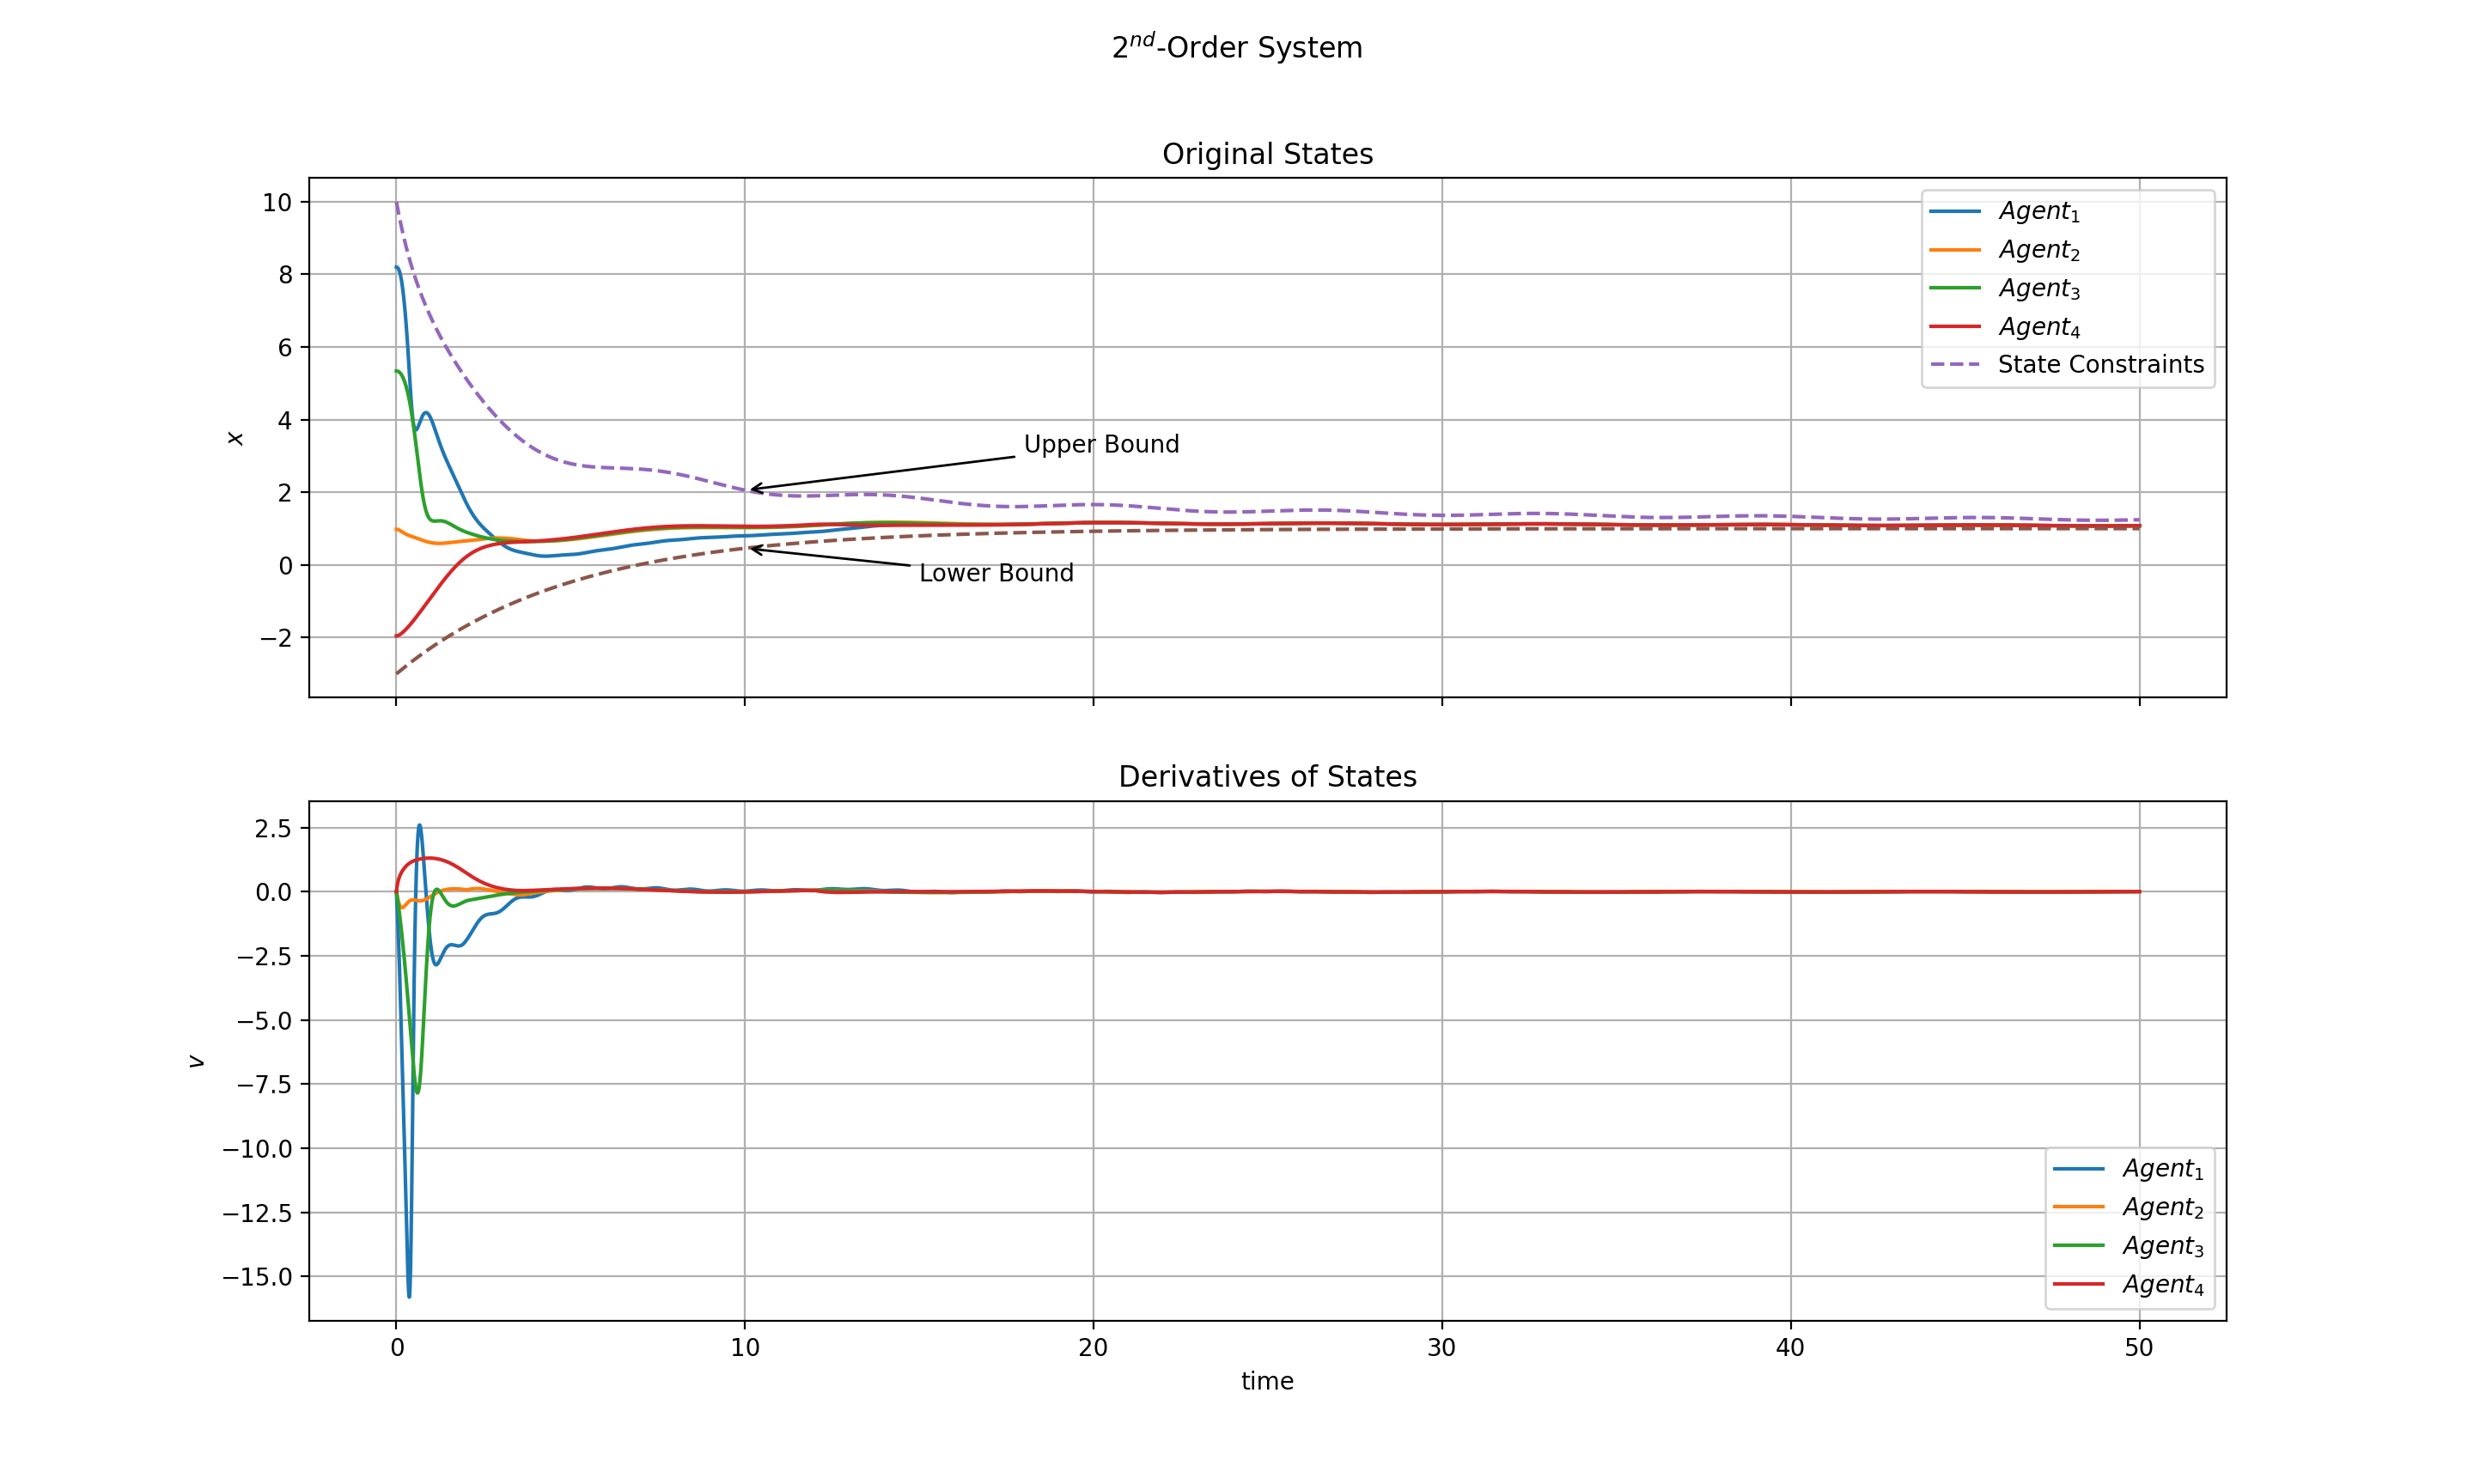 2nd-Order System
Original States
10
8
6
4
2
0
−2
x
Agent1
Agent2
Agent3
Agent4
State Constraints
Upper Bound
Lower Bound
Derivatives of States
2.5
0.0
−2.5
−5.0
−7.5
−10.0
−12.5
−15.0
v
Agent1
Agent2
Agent3
Agent4
0 10 20 30 40 50
time